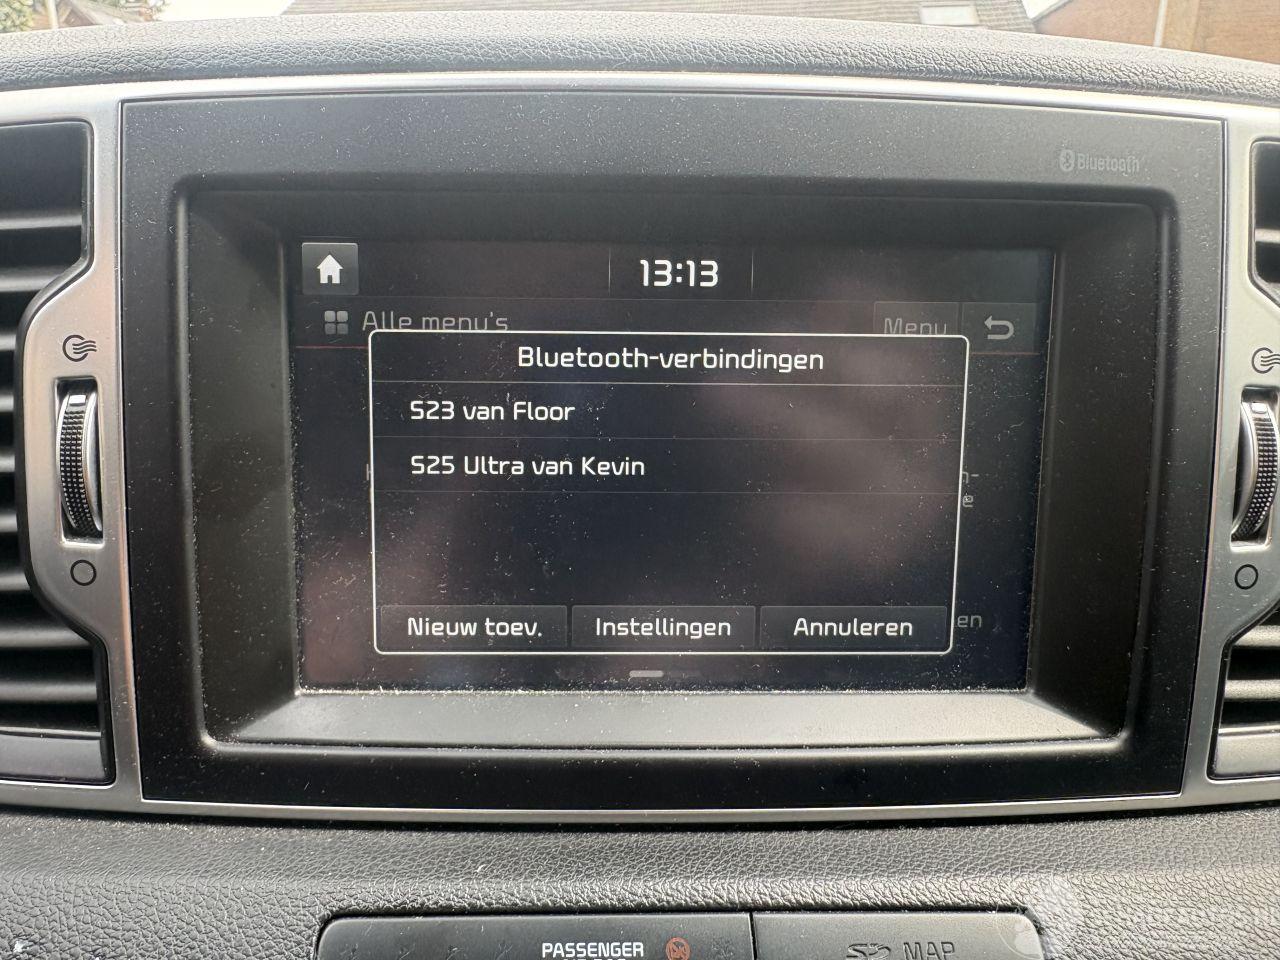 Bluetooth
13:13
Alle menu's
Menu
Bluetooth-verbindingen
S23 van Floor
S25 Ultra van Kevin
Nieuw toev.
Instellingen
Annuleren
en
PASSENGER
MAP